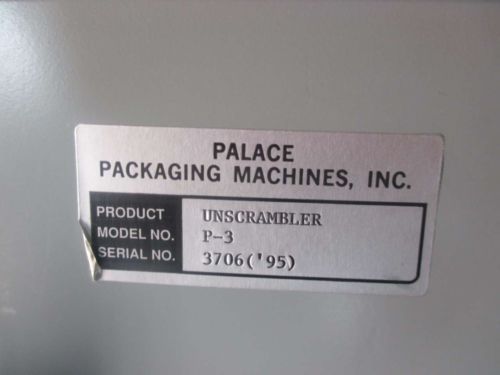 PALACE
PACKAGING MACHINES, INC.
PRODUCT UNSCRAMBLER
MODEL NO. P-3
SERIAL NO. 3706('95)